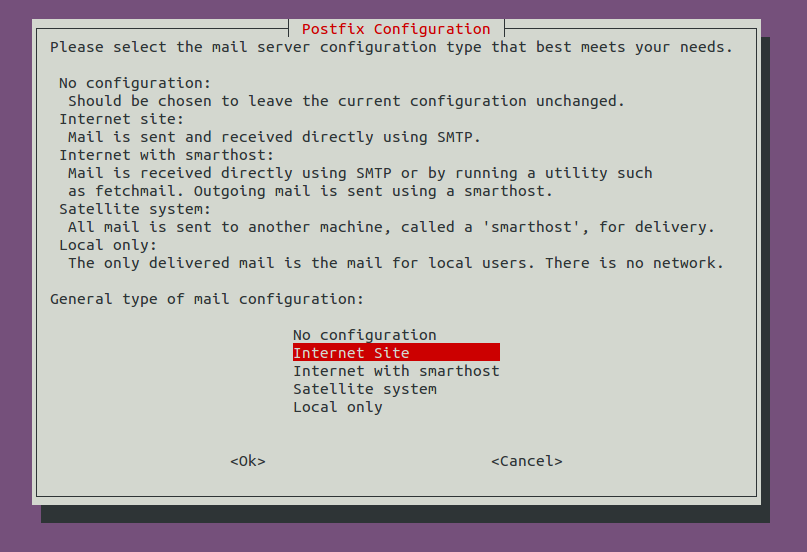 Postfix Configuration
Please select the mail server configuration type that best meets your needs.
No configuration:
Should be chosen to leave the current configuration unchanged.
Internet site:
Mail is sent and received directly using SMTP.
Internet with smarthost:
Mail is received directly using SMTP or by running a utility such
as fetchmail. Outgoing mail is sent using a smarthost.
Satellite system:
All mail is sent to another machine, called a 'smarthost', for delivery.
Local only:
The only delivered mail is the mail for local users. There is no network.
General type of mail configuration:
No configuration
Internet Site
Internet with smarthost
Satellite system
Local only
<Ok> <Cancel>